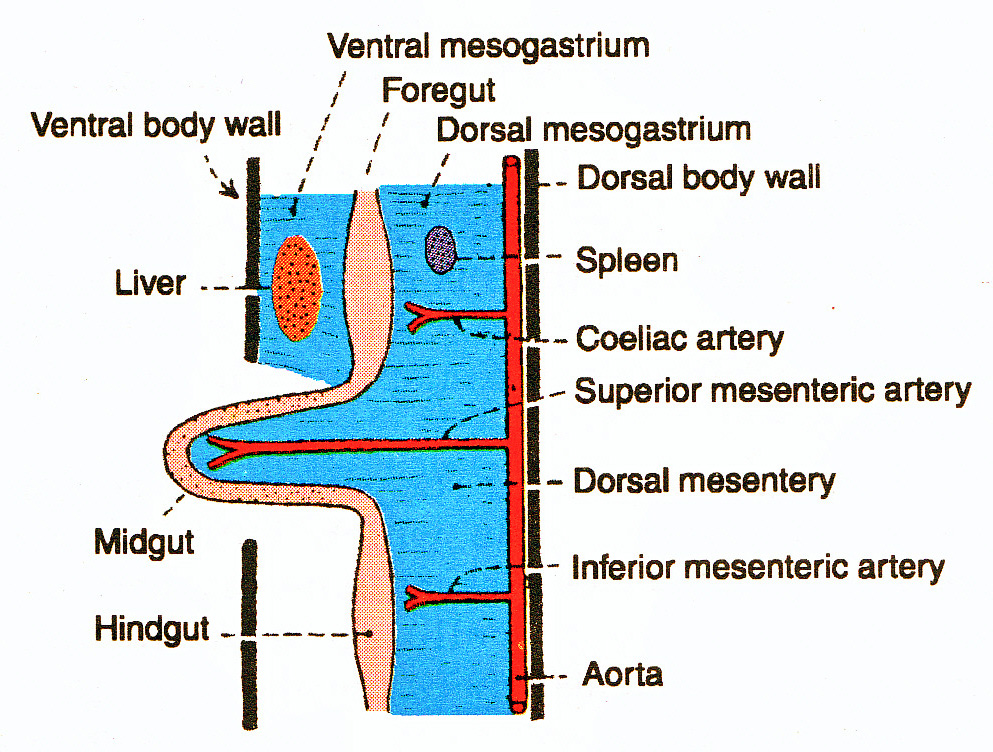 Ventral mesogastrium
Foregut
Ventral body wall
Dorsal mesogastrium
Dorsal body wall
Spleen
Liver
Coeliac artery
Superior mesenteric artery
Dorsal mesentery
Midgut
Inferior mesenteric artery
Hindgut
Aorta